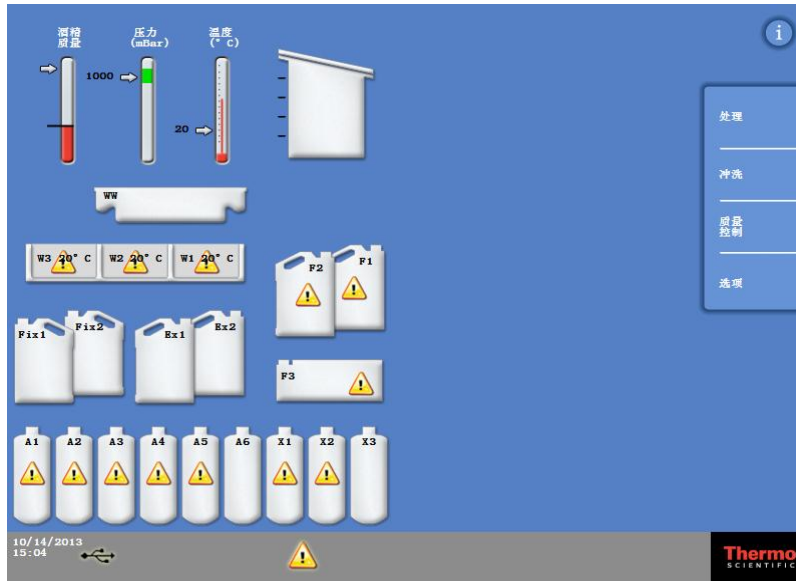 酒精
质量
压力
(mBar)
温度
(° C)
1000
20
处理
冲洗
质量
控制
选项
WW
W3 20° C
W2 20° C
W1 20° C
F2
F1
Fix1
Fix2
Ex1
Ex2
F3
A1
A2
A3
A4
A5
A6
X1
X2
X3
10/14/2013
15:04
Thermo
SCIENTIFIC